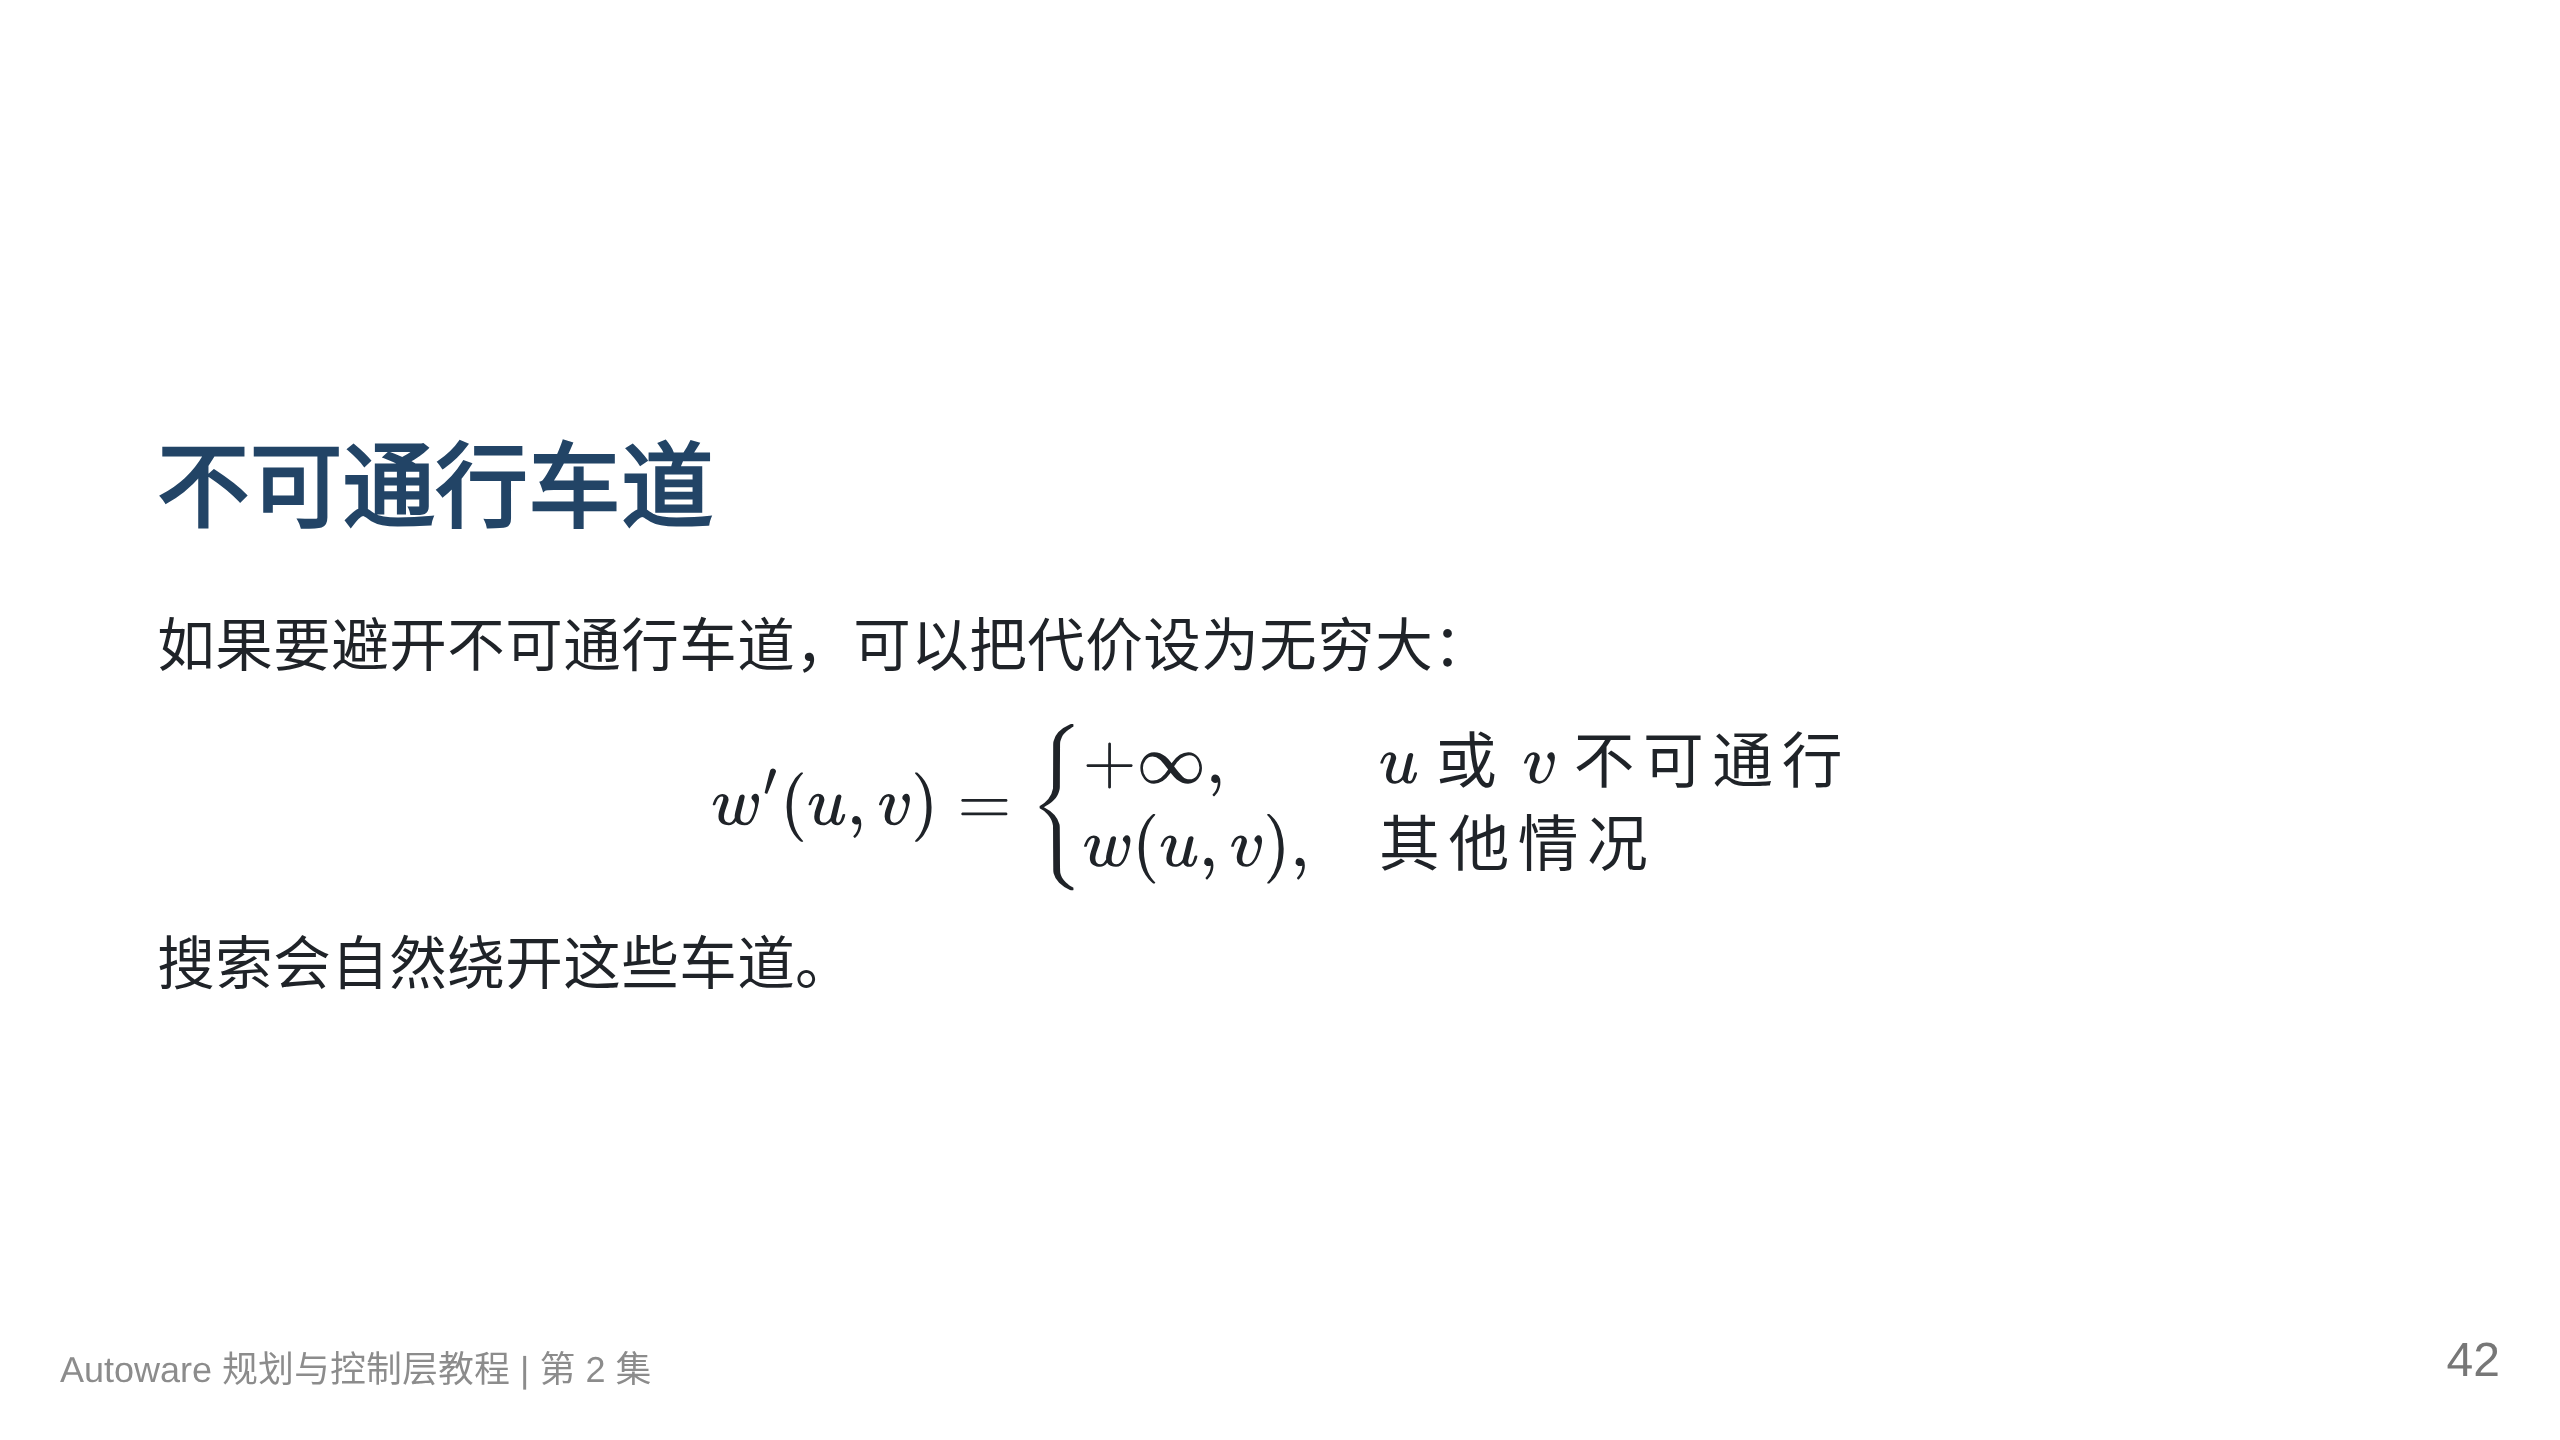 不可通行车道
如果要避开不可通行车道，可以把代价设为无穷大：
w′(u, v) = { +∞, u 或 v 不可通行
w(u, v), 其他情况
搜索会自然绕开这些车道。
Autoware 规划与控制层教程 | 第 2 集
42